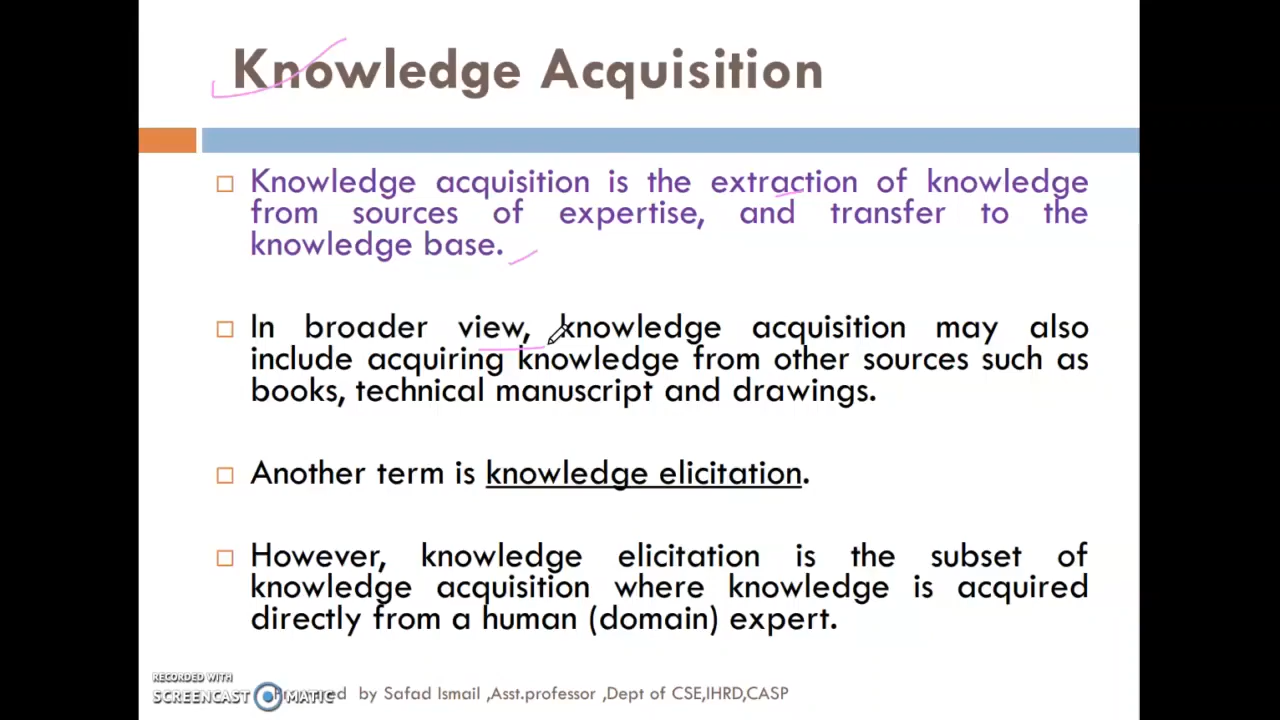 Knowledge Acquisition
Knowledge acquisition is the extraction of knowledge
from sources of expertise, and transfer to the
knowledge base.
In broader view, knowledge acquisition may also
include acquiring knowledge from other sources such as
books, technical manuscript and drawings.
Another term is knowledge elicitation.
However, knowledge elicitation is the subset of
knowledge acquisition where knowledge is acquired
directly from a human (domain) expert.
RECORDED WITH
SCREENCAST MATIC
by Safad Ismail ,Asst.professor ,Dept of CSE,IHRD,CASP